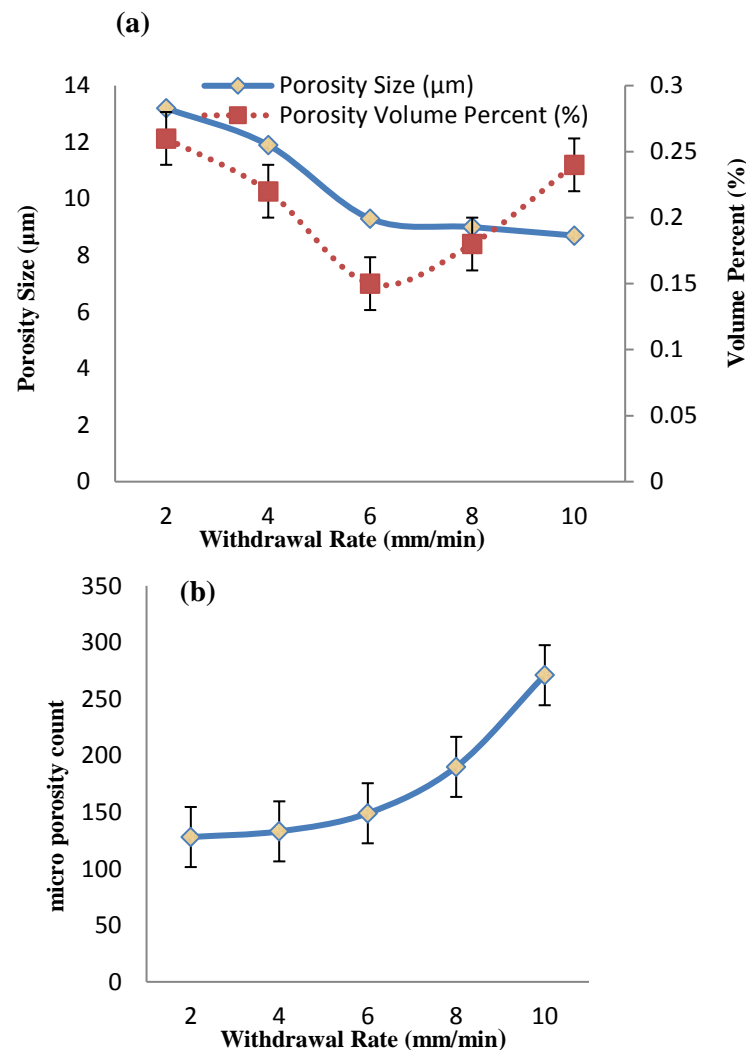 (a)
Porosity Size (µm)
Porosity Volume Percent (%)
14
12
10
8
6
4
2
0
Porosity Size (µm)
0.3
0.25
0.2
0.15
0.1
0.05
0
Volume Percent (%)
2 4 6 8 10
Withdrawal Rate (mm/min)
(b)
350
300
250
200
150
100
50
0
micro porosity count
2 4 6 8 10
Withdrawal Rate (mm/min)